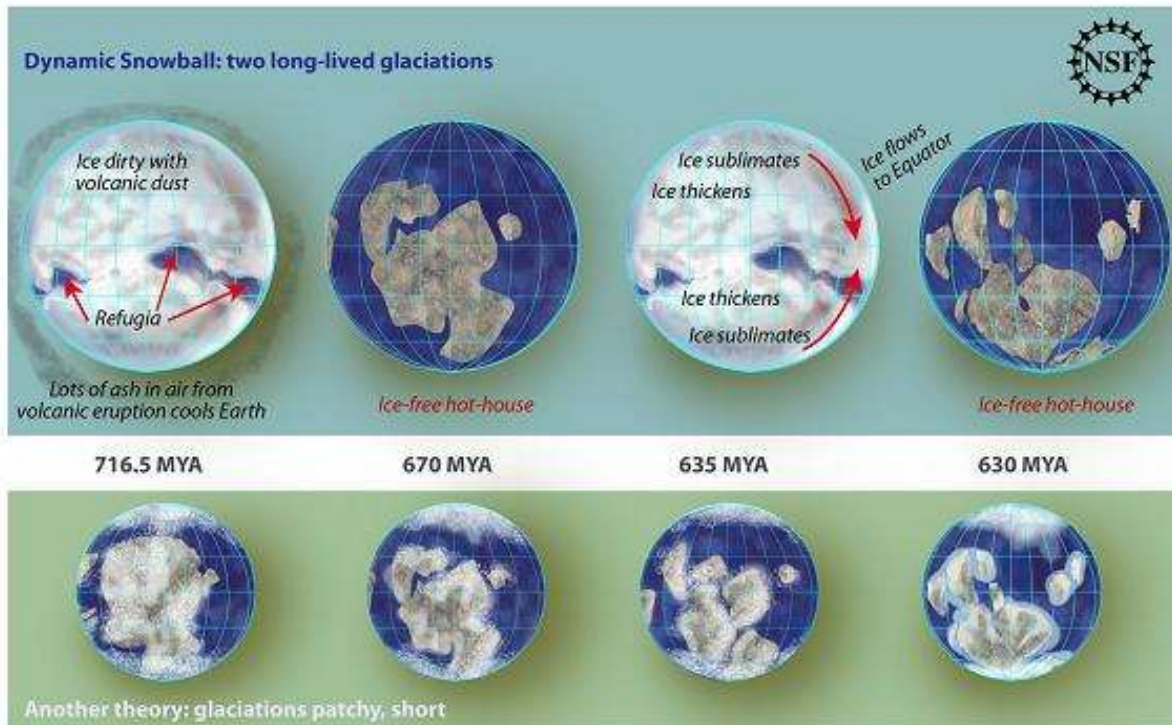 Dynamic Snowball: two long-lived glaciations
NSF
Ice dirty with
volcanic dust
Refugia
Lots of ash in air from
volcanic eruption cools Earth
Ice-free hot-house
Ice sublimates
Ice thickens
Ice flows
to Equator
Ice thickens
Ice sublimates
Ice-free hot-house
716.5 MYA
670 MYA
635 MYA
630 MYA
Another theory: glaciations patchy, short